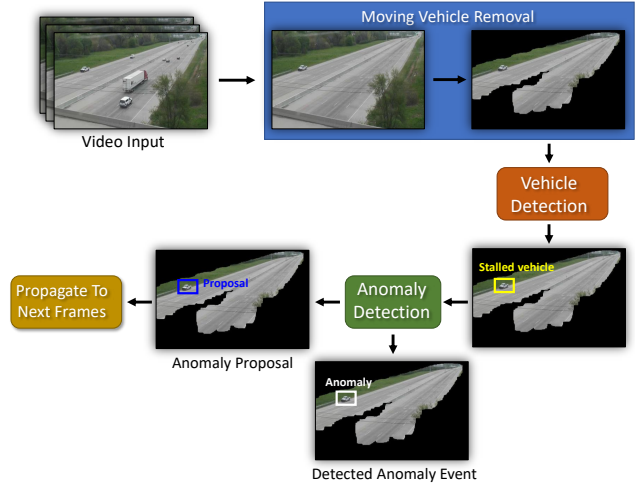 Moving Vehicle Removal
Video Input
Vehicle
Detection
Stalled vehicle
Propagate To
Next Frames
Proposal
Anomaly
Detection
Anomaly Proposal
Anomaly
Detected Anomaly Event